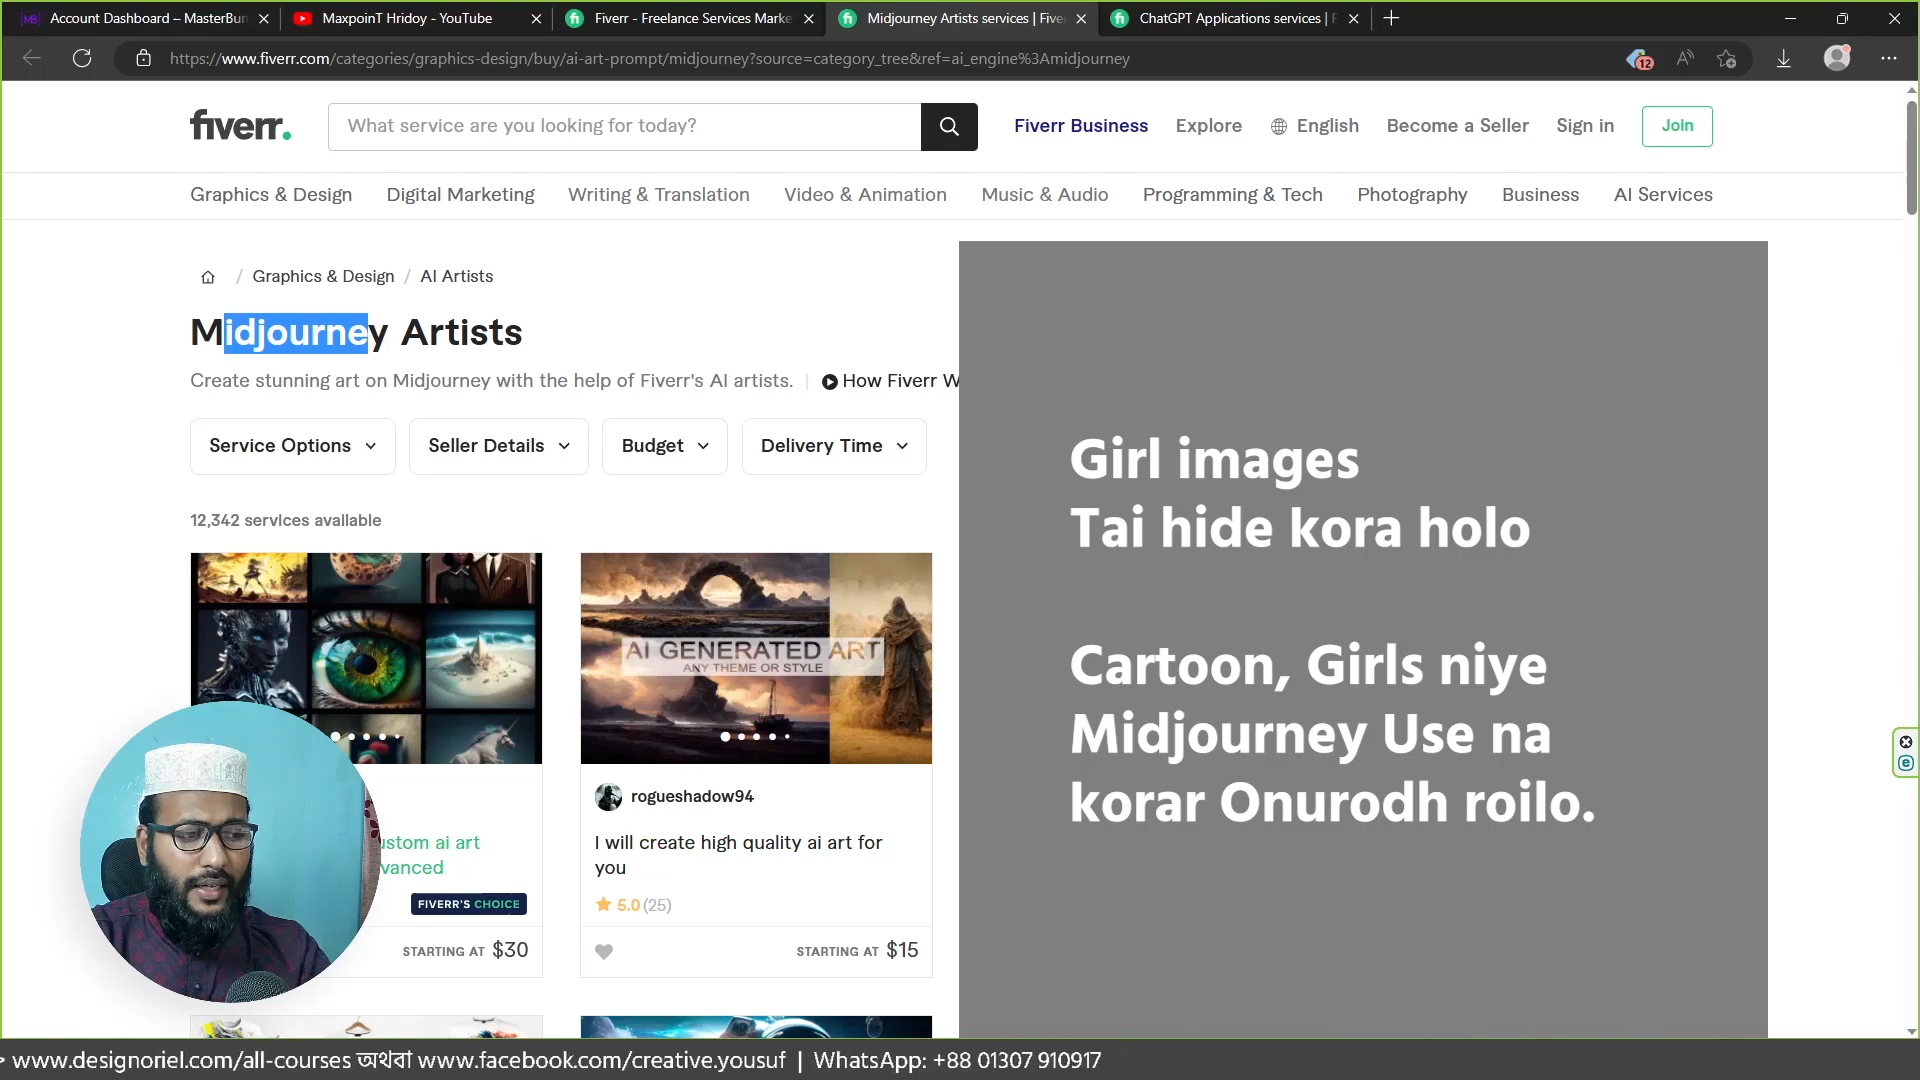 Account Dashboard – MasterBun
MaxpoinT Hridoy - YouTube
Fiverr - Freelance Services Marke
Midjourney Artists services | Five
ChatGPT Applications services | F
https://www.fiverr.com/categories/graphics-design/buy/ai-art-prompt/midjourney?source=category_tree&ref=ai_engine%3Amidjourney
12
fiverr.
What service are you looking for today?
Fiverr Business
Explore
English
Become a Seller
Sign in
Join
Graphics & Design
Digital Marketing
Writing & Translation
Video & Animation
Music & Audio
Programming & Tech
Photography
Business
AI Services
/ Graphics & Design / AI Artists
Midjourney Artists
Create stunning art on Midjourney with the help of Fiverr's AI artists. | How Fiverr W
Service Options
Seller Details
Budget
Delivery Time
12,342 services available
AI GENERATED ART
ANY THEME OR STYLE
rogueshadow94
ustom ai art
vanced
I will create high quality ai art for
you
FIVERR'S CHOICE
5.0 (25)
STARTING AT $30
STARTING AT $15
Girl images
Tai hide kora holo
Cartoon, Girls niye
Midjourney Use na
korar Onurodh roilo.
> www.designoriel.com/all-courses অথবা www.facebook.com/creative.yousuf | WhatsApp: +88 01307 910917